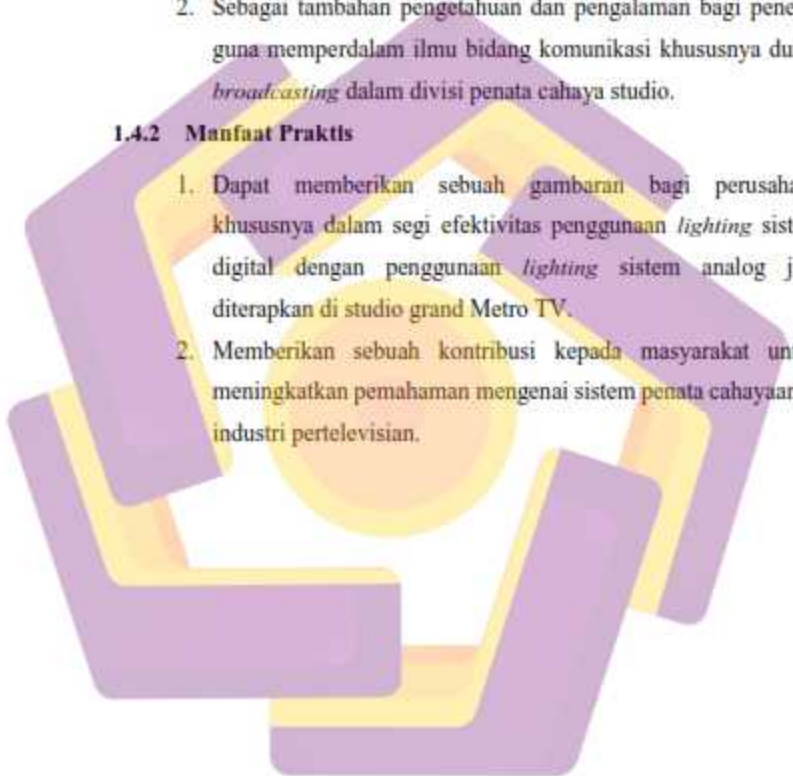 2. Sebagai tambahan pengetahuan dan pengalaman bagi pene
guna memperdalam ilmu bidang komunikasi khususnya du
broadcasting dalam divisi penata cahaya studio.
1.4.2 Manfaat Praktis
1. Dapat memberikan sebuah gambaran bagi perusaha
khususnya dalam segi efektivitas penggunaan lighting sist
digital dengan penggunaan lighting sistem analog j
diterapkan di studio grand Metro TV.
2. Memberikan sebuah kontribusi kepada masyarakat un
meningkatkan pemahaman mengenai sistem penata cahayaan
industri pertelevisian.